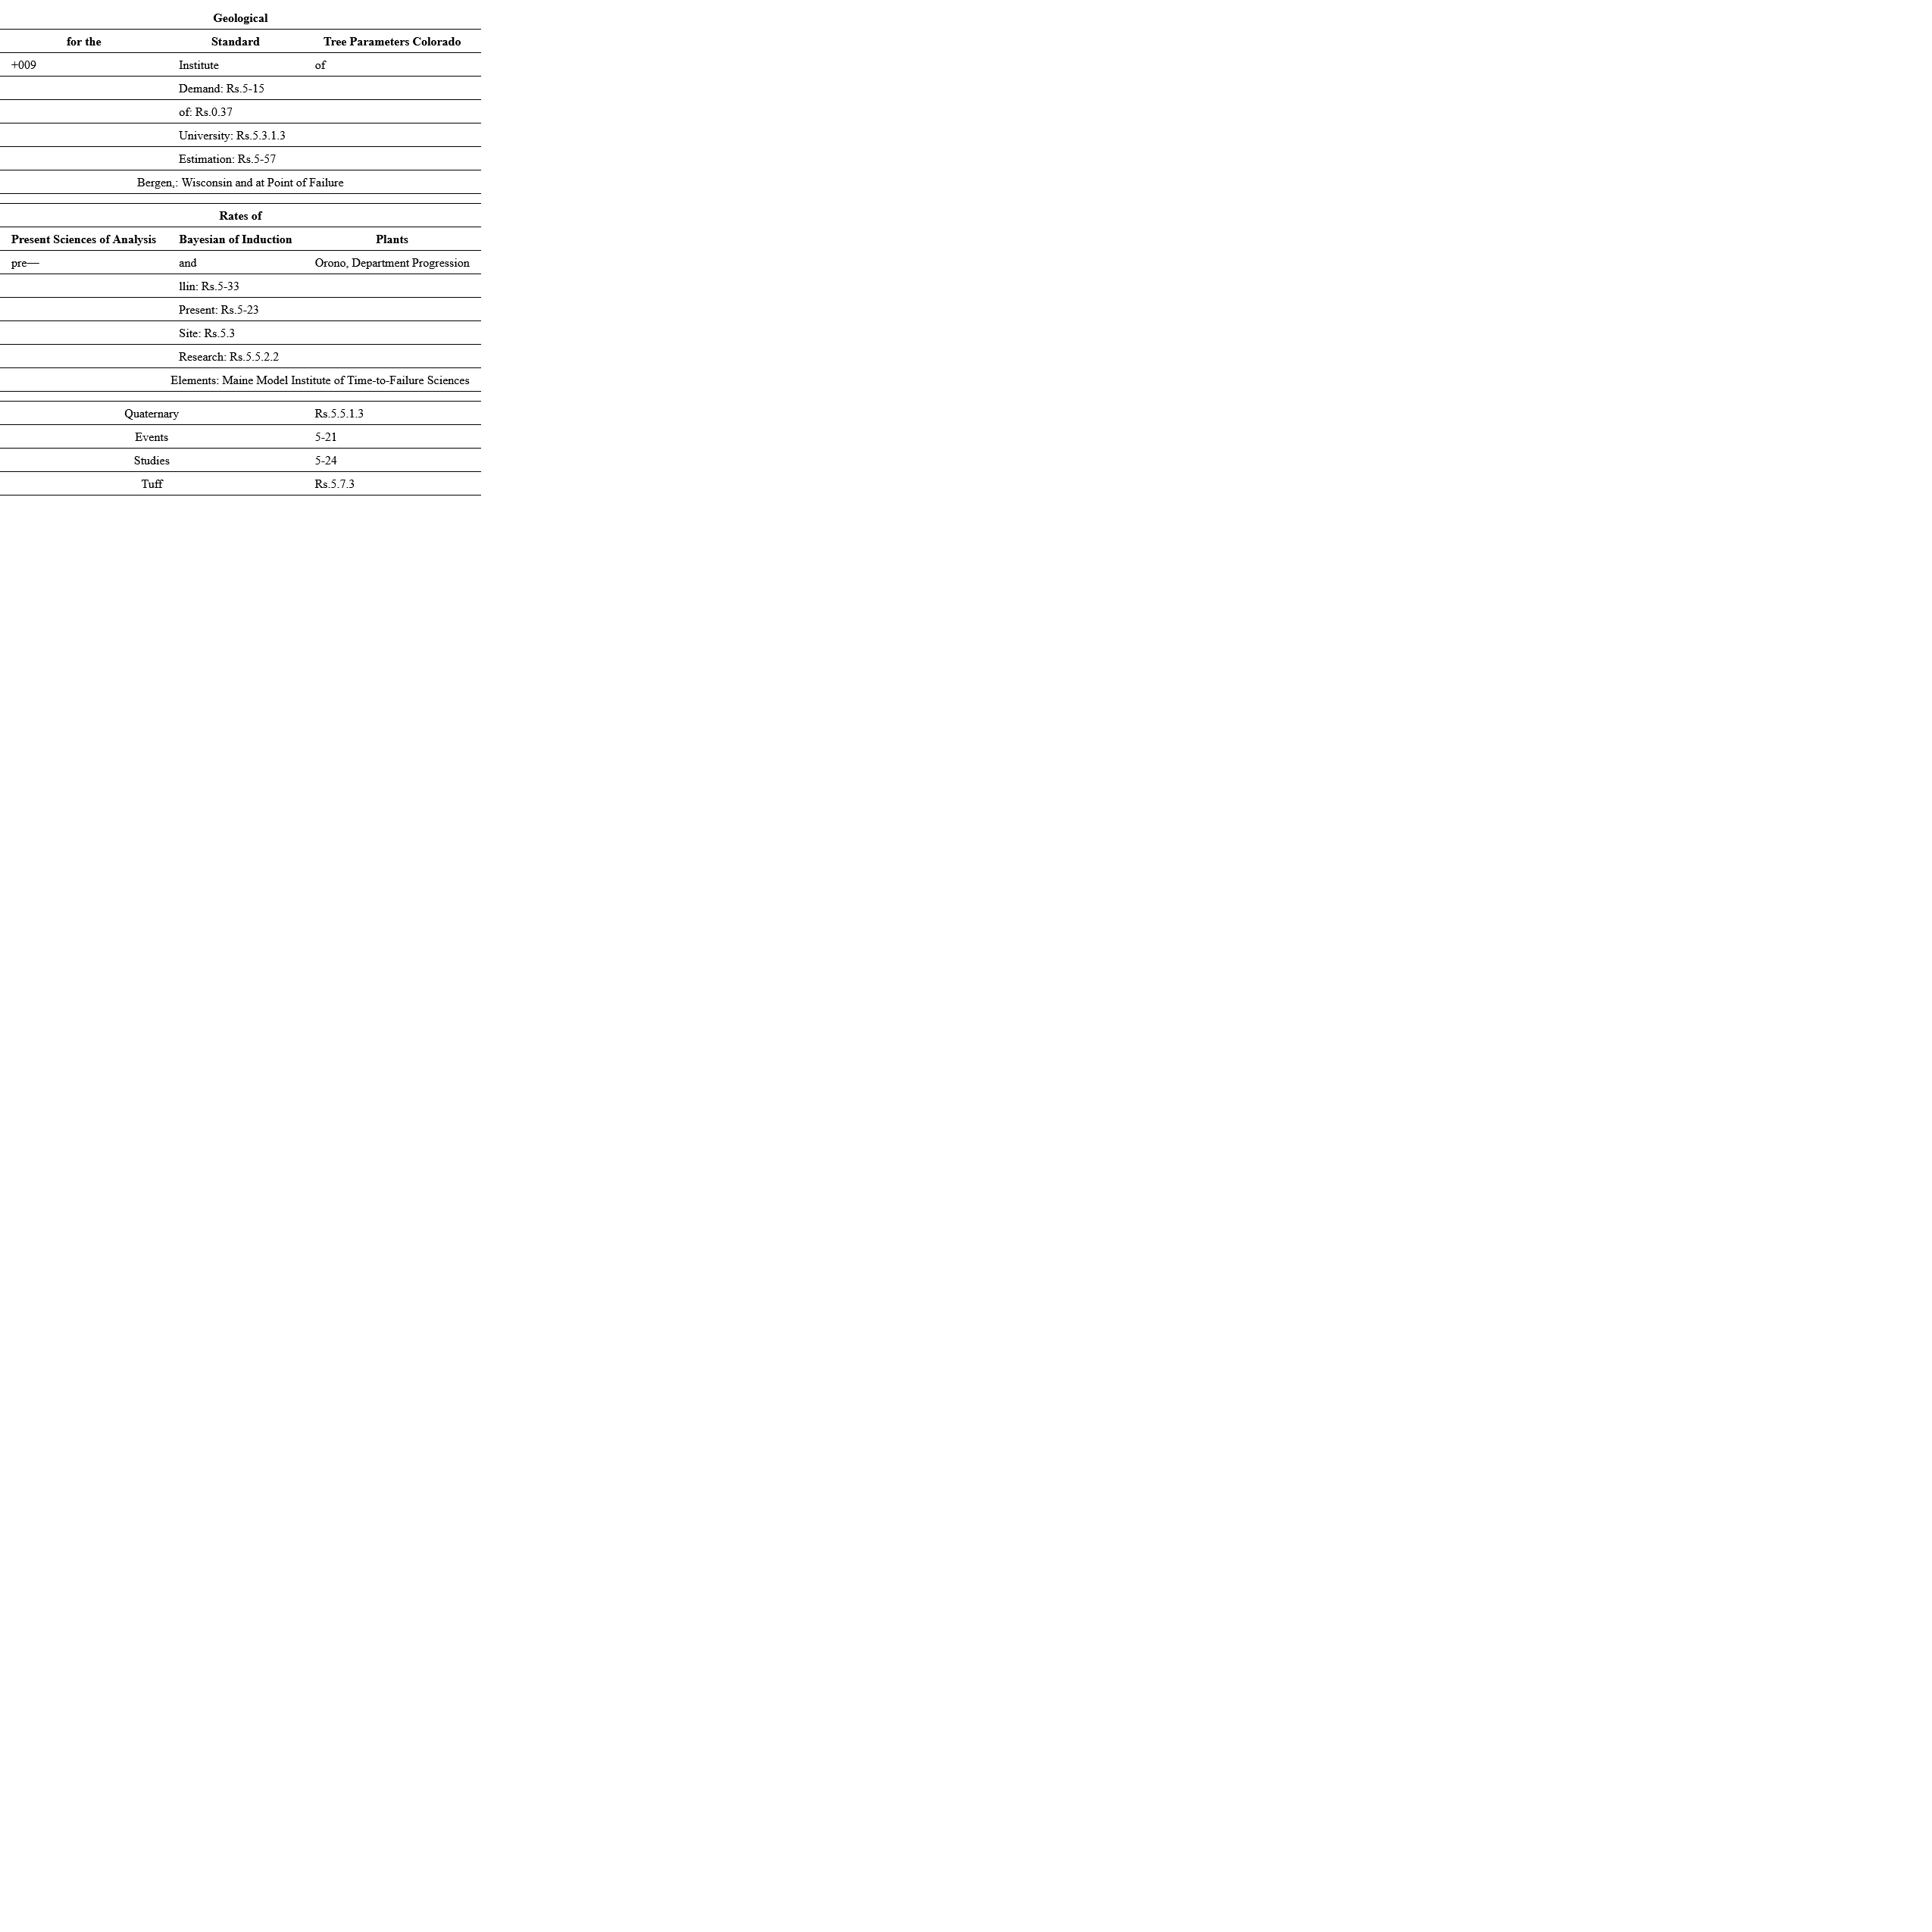 Geological
for the Standard Tree Parameters Colorado
+009 Institute of
Demand: Rs.5-15
of: Rs.0.37
University: Rs.5.3.1.3
Estimation: Rs.5-57
Bergen,: Wisconsin and at Point of Failure
Rates of
Present Sciences of Analysis Bayesian of Induction Plants
pre— and Orono, Department Progression
llin: Rs.5-33
Present: Rs.5-23
Site: Rs.5.3
Research: Rs.5.5.2.2
Elements: Maine Model Institute of Time-to-Failure Sciences
Quaternary Rs.5.5.1.3
Events 5-21
Studies 5-24
Tuff Rs.5.7.3